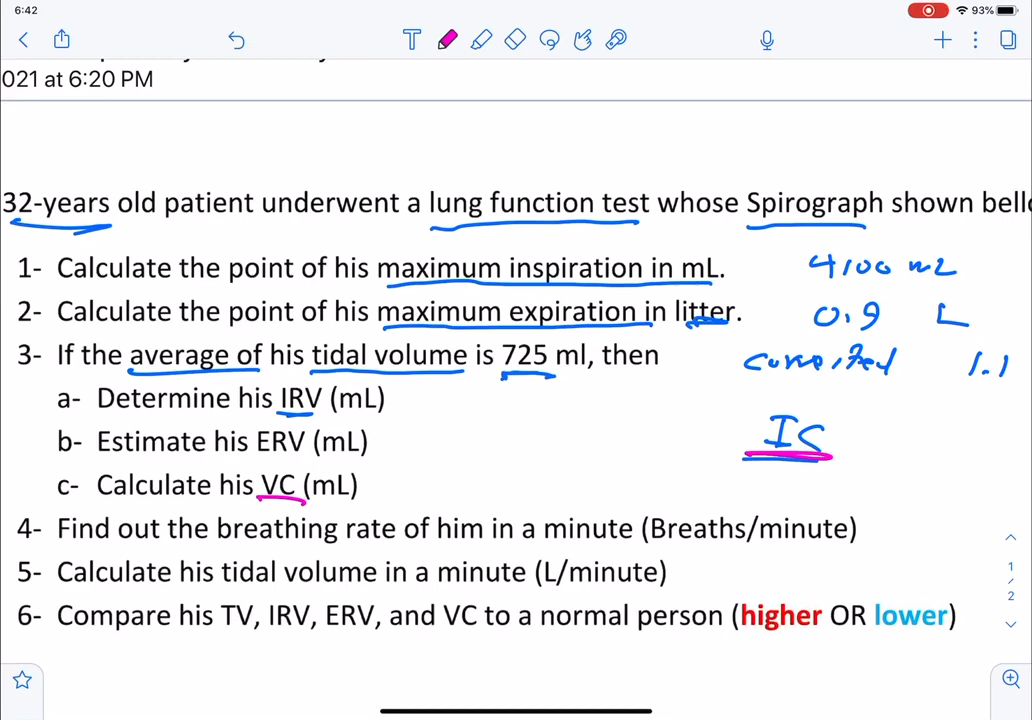 6:42
93%
021 at 6:20 PM
32-years old patient underwent a lung function test whose Spirograph shown bell
1- Calculate the point of his maximum inspiration in mL. 4100 mL
2- Calculate the point of his maximum expiration in litter. 0.9 L
3- If the average of his tidal volume is 725 ml, then 1.1
a- Determine his IRV (mL)
b- Estimate his ERV (mL) IC
c- Calculate his VC (mL)
4- Find out the breathing rate of him in a minute (Breaths/minute)
5- Calculate his tidal volume in a minute (L/minute)
6- Compare his TV, IRV, ERV, and VC to a normal person (higher OR lower)
1
/
2